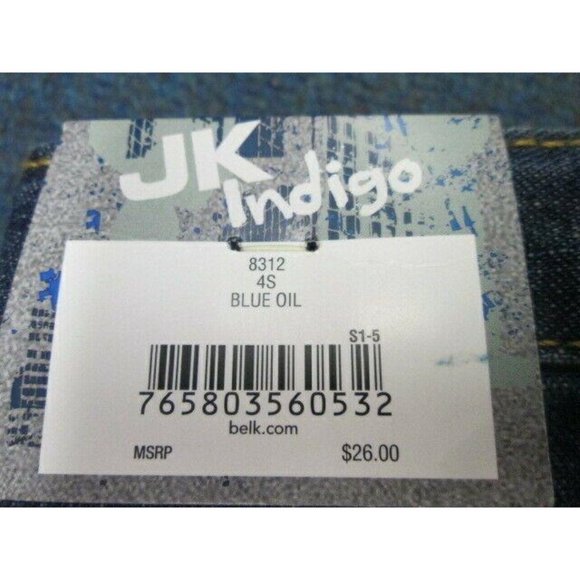 JK
Indigo
8312
4S
BLUE OIL
S1-5
765803560532
belk.com
MSRP $26.00